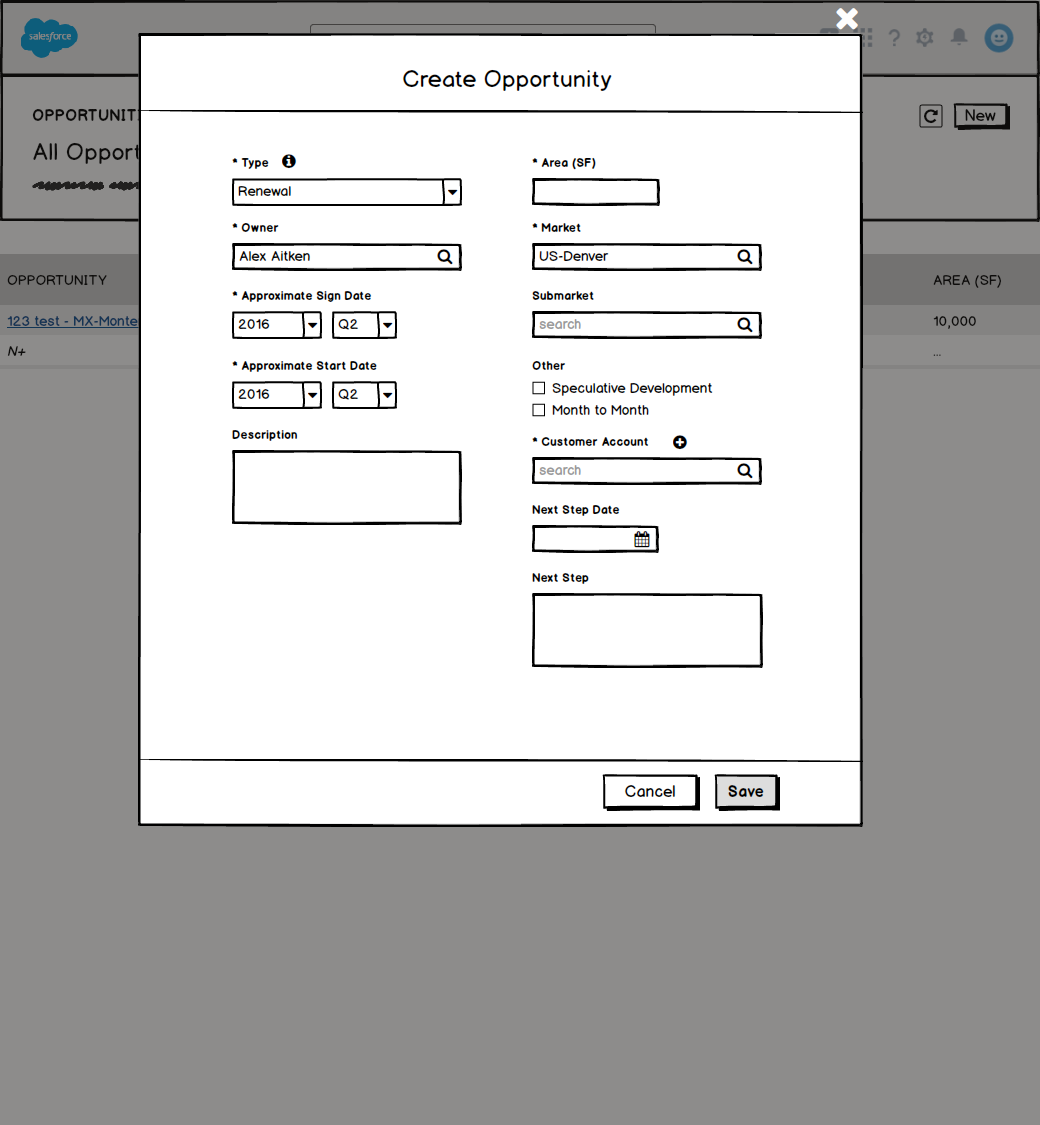 salesforce
Create Opportunity
OPPORTUNIT
New
All Opport
* Type
Renewal
* Owner
Alex Aitken
* Approximate Sign Date
2016 Q2
* Approximate Start Date
2016 Q2
Description
* Area (SF)
* Market
US-Denver
Submarket
search
Other
Speculative Development
Month to Month
* Customer Account
search
Next Step Date
Next Step
Cancel Save
OPPORTUNITY AREA (SF)
123 test - MX-Monte 10,000
N+ ...